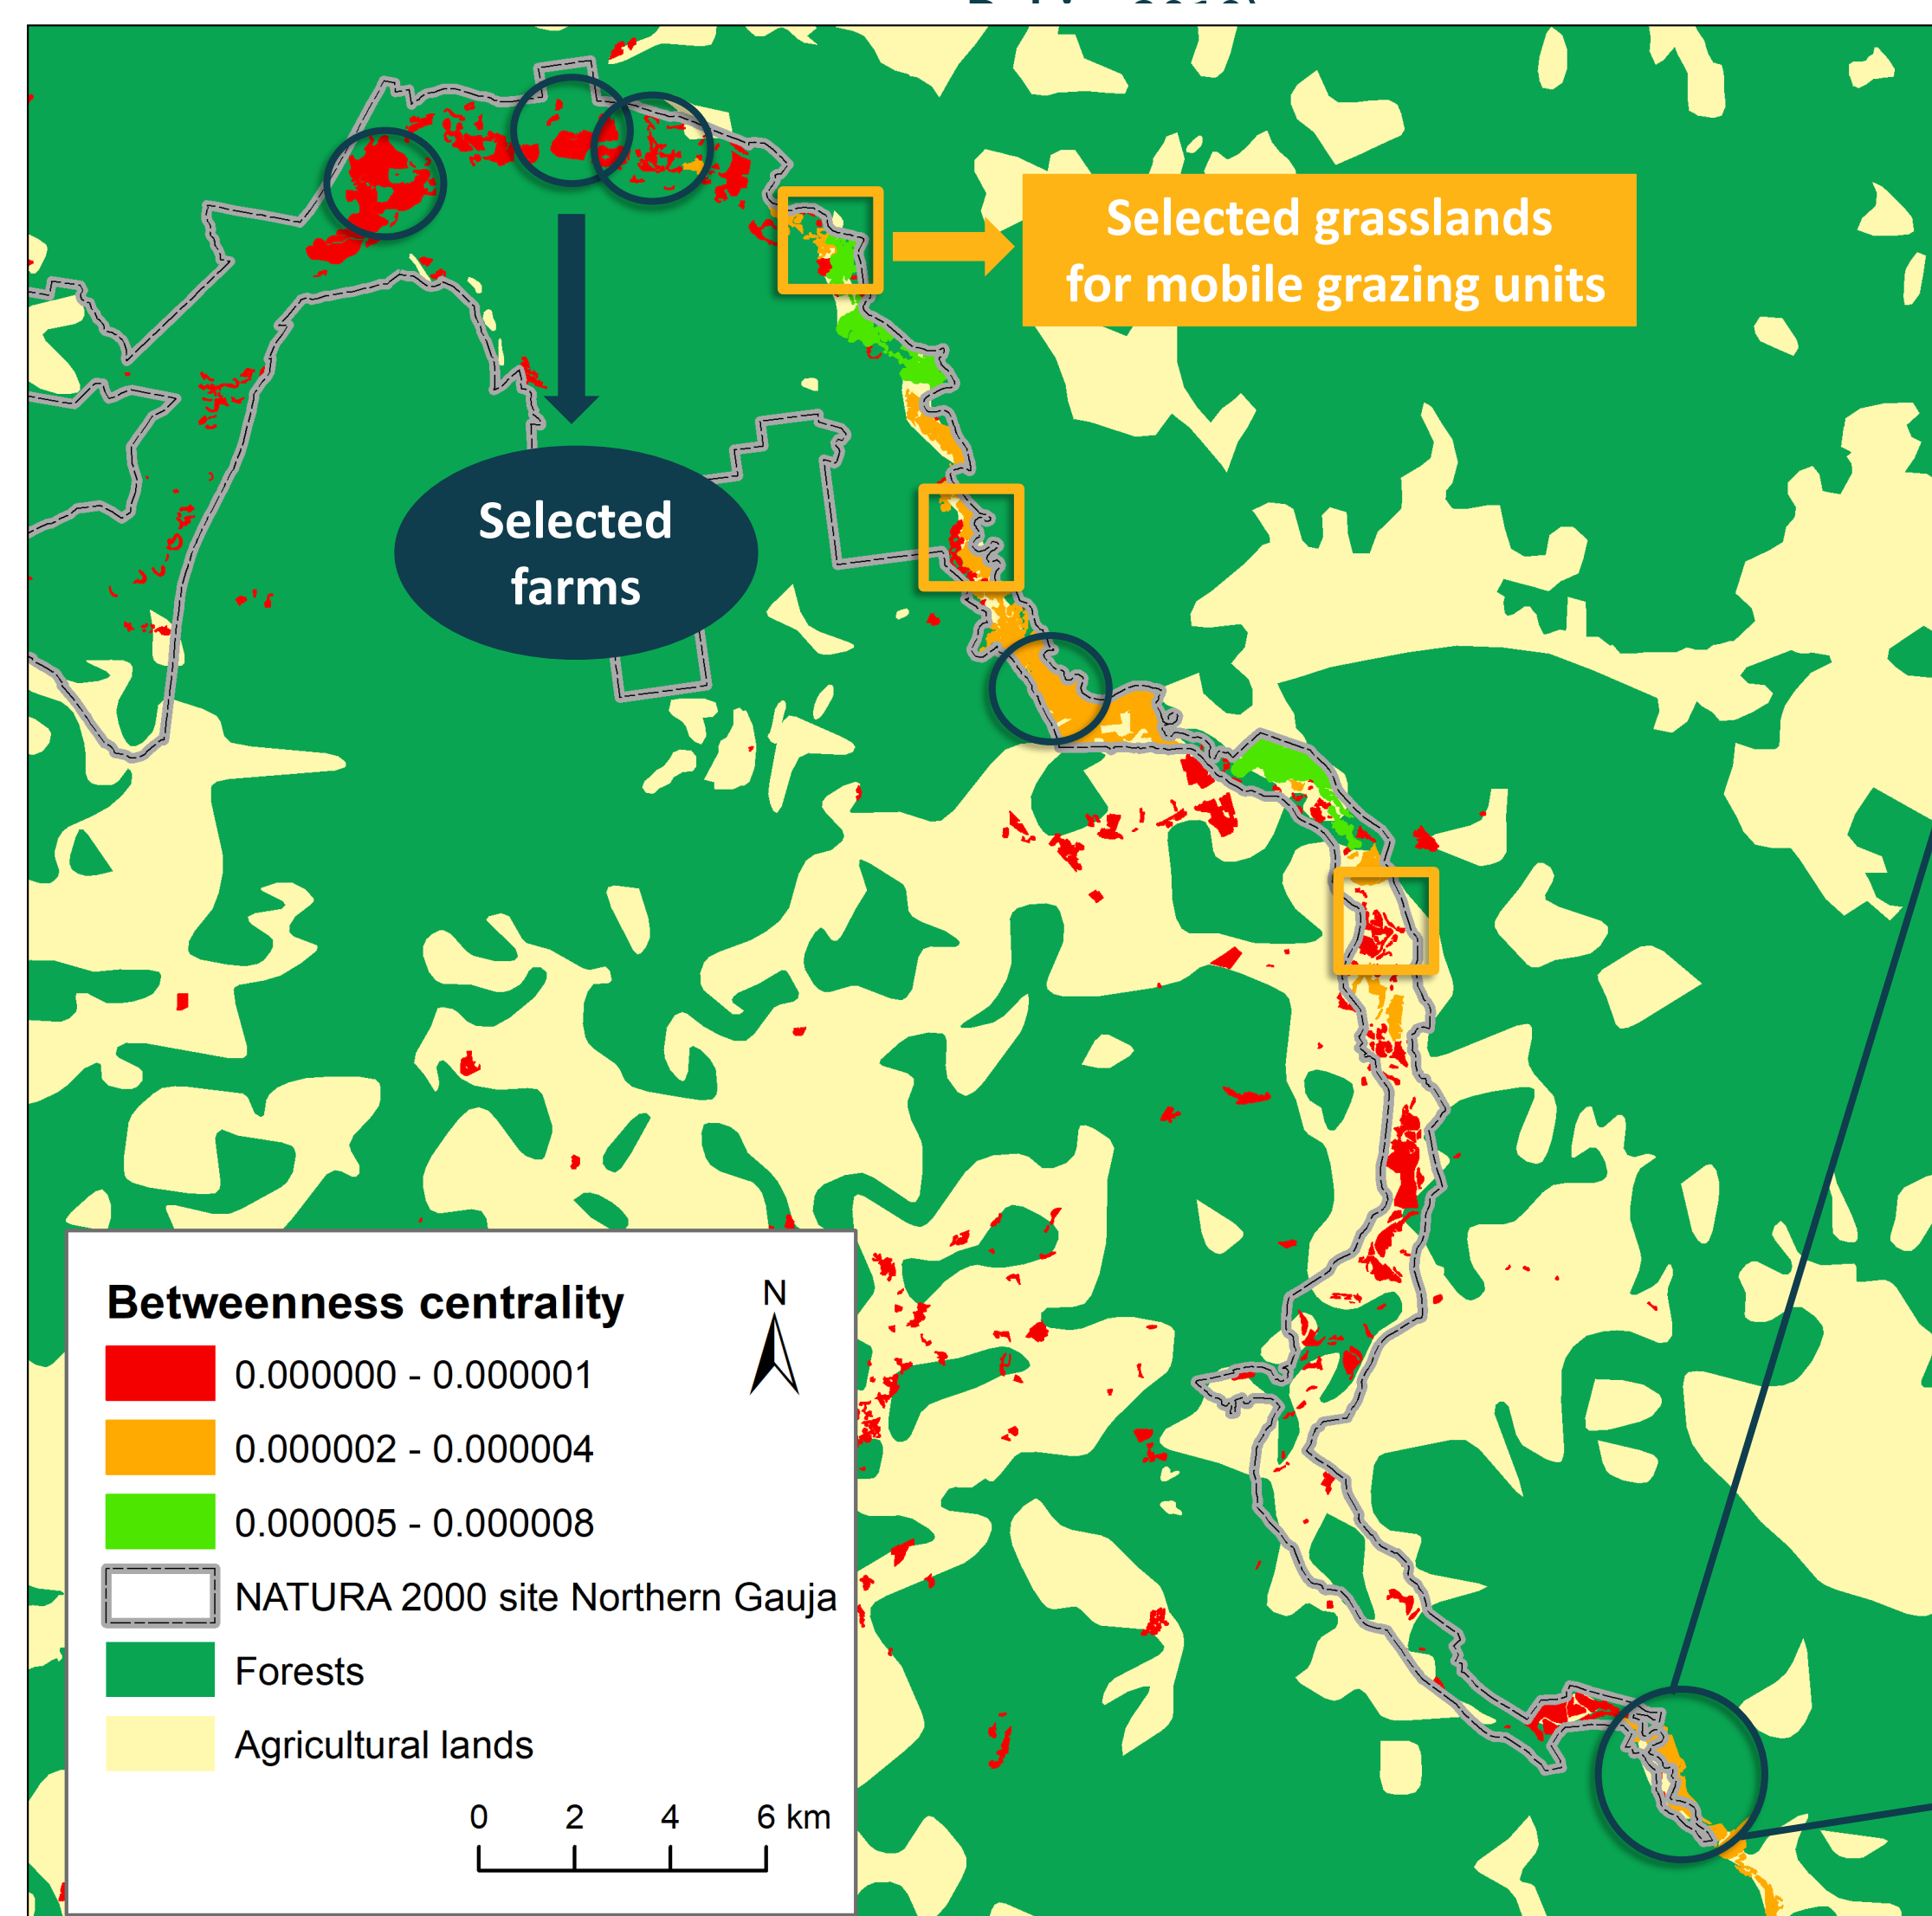 Selected grasslands
for mobile grazing units
Selected
farms
Betweenness centrality
N
0.000000 - 0.000001
0.000002 - 0.000004
0.000005 - 0.000008
NATURA 2000 site Northern Gauja
Forests
Agricultural lands
0 2 4 6 km